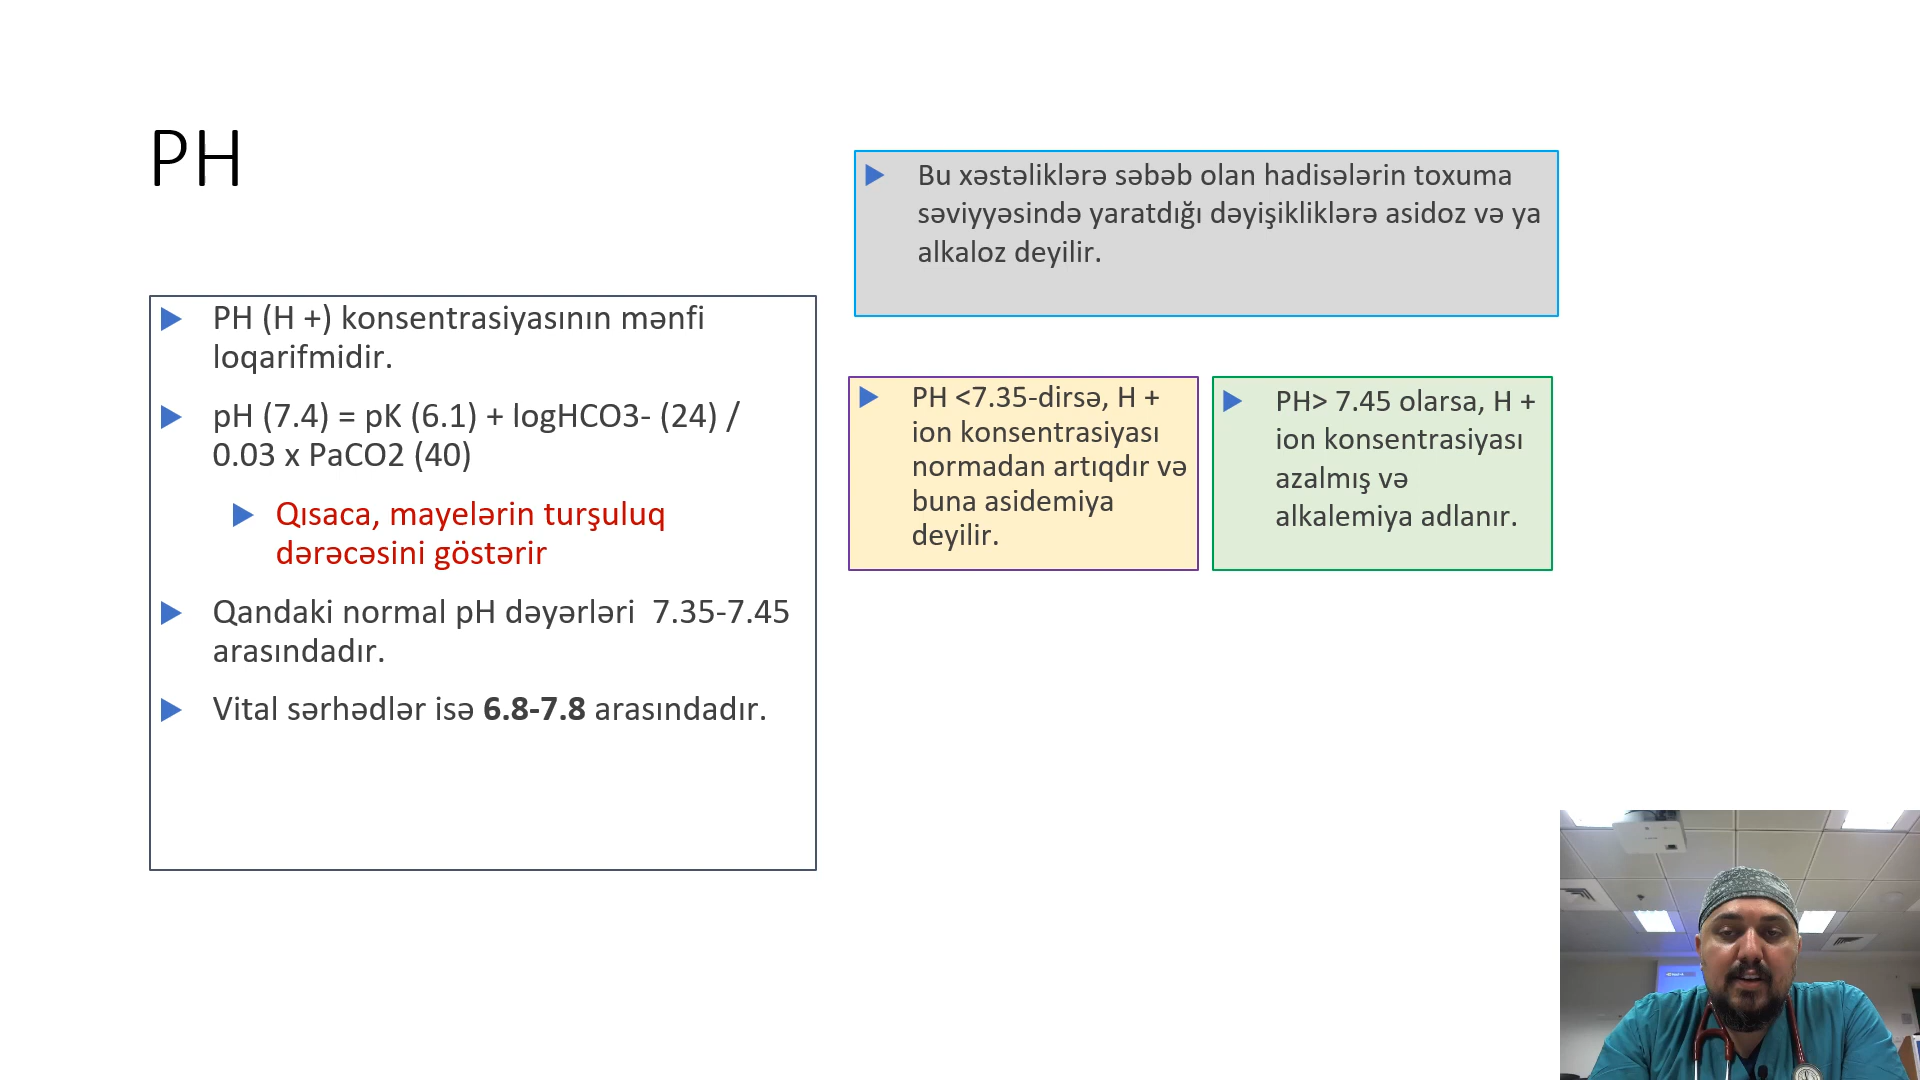 PH
PH (H +) konsentrasiyasının mənfi
loqarifmidir.
pH (7.4) = pK (6.1) + logHCO3- (24) /
0.03 x PaCO2 (40)
Qısaca, mayelərin turşuluq
dərəcəsini göstərir
Qandaki normal pH dəyərləri  7.35-7.45
arasındadır.
Vital sərhədlər isə 6.8-7.8 arasındadır.
Bu xəstəliklərə səbəb olan hadisələrin toxuma
səviyyəsində yaratdığı dəyişikliklərə asidoz və ya
alkaloz deyilir.
PH <7.35-dirsə, H +
ion konsentrasiyası
normadan artıqdır və
buna asidemiya
deyilir.
PH> 7.45 olarsa, H +
ion konsentrasiyası
azalmış və
alkalemiya adlanır.